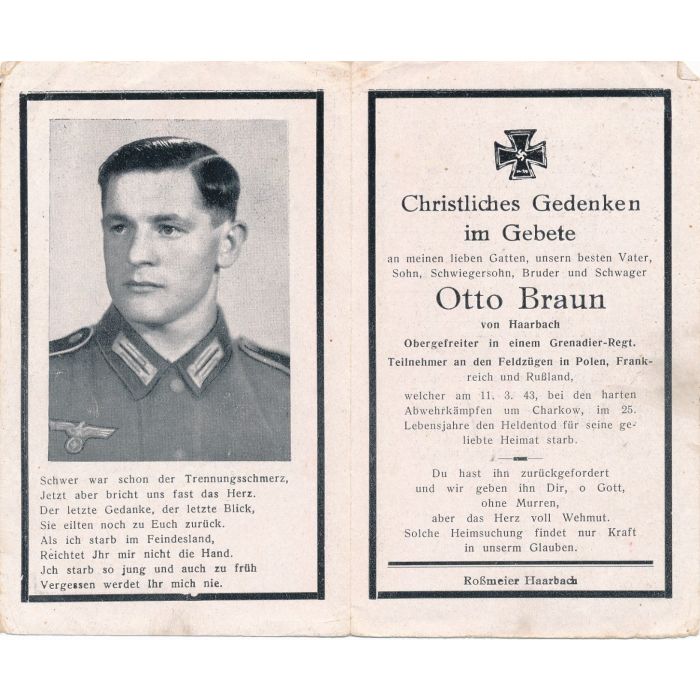 Schwer war schon der Trennungsschmerz,
Jetzt aber bricht uns fast das Herz.
Der letzte Gedanke, der letzte Blick,
Sie eilten noch zu Euch zurück.
Als ich starb im Feindesland,
Reichtet Jhr mir nicht die Hand.
Jch starb so jung und auch zu früh
Vergessen werdet Ihr mich nie.
Christliches Gedenken
im Gebete
an meinen lieben Gatten, unsern besten Vater,
Sohn, Schwiegersohn, Bruder und Schwager
Otto Braun
von Haarbach
Obergefreiter in einem Grenadier-Regt.
Teilnehmer an den Feldzügen in Polen, Frank-
reich und Rußland,
welcher am 11. 3. 43, bei den harten
Abwehrkämpfen um Charkow, im 25.
Lebensjahre den Heldentod für seine ge-
liebte Heimat starb.
Du hast ihn zurückgefordert
und wir geben ihn Dir, o Gott,
ohne Murren,
aber das Herz voll Wehmut.
Solche Heimsuchung findet nur Kraft
in unserm Glauben.
Roßmeier Haarbach